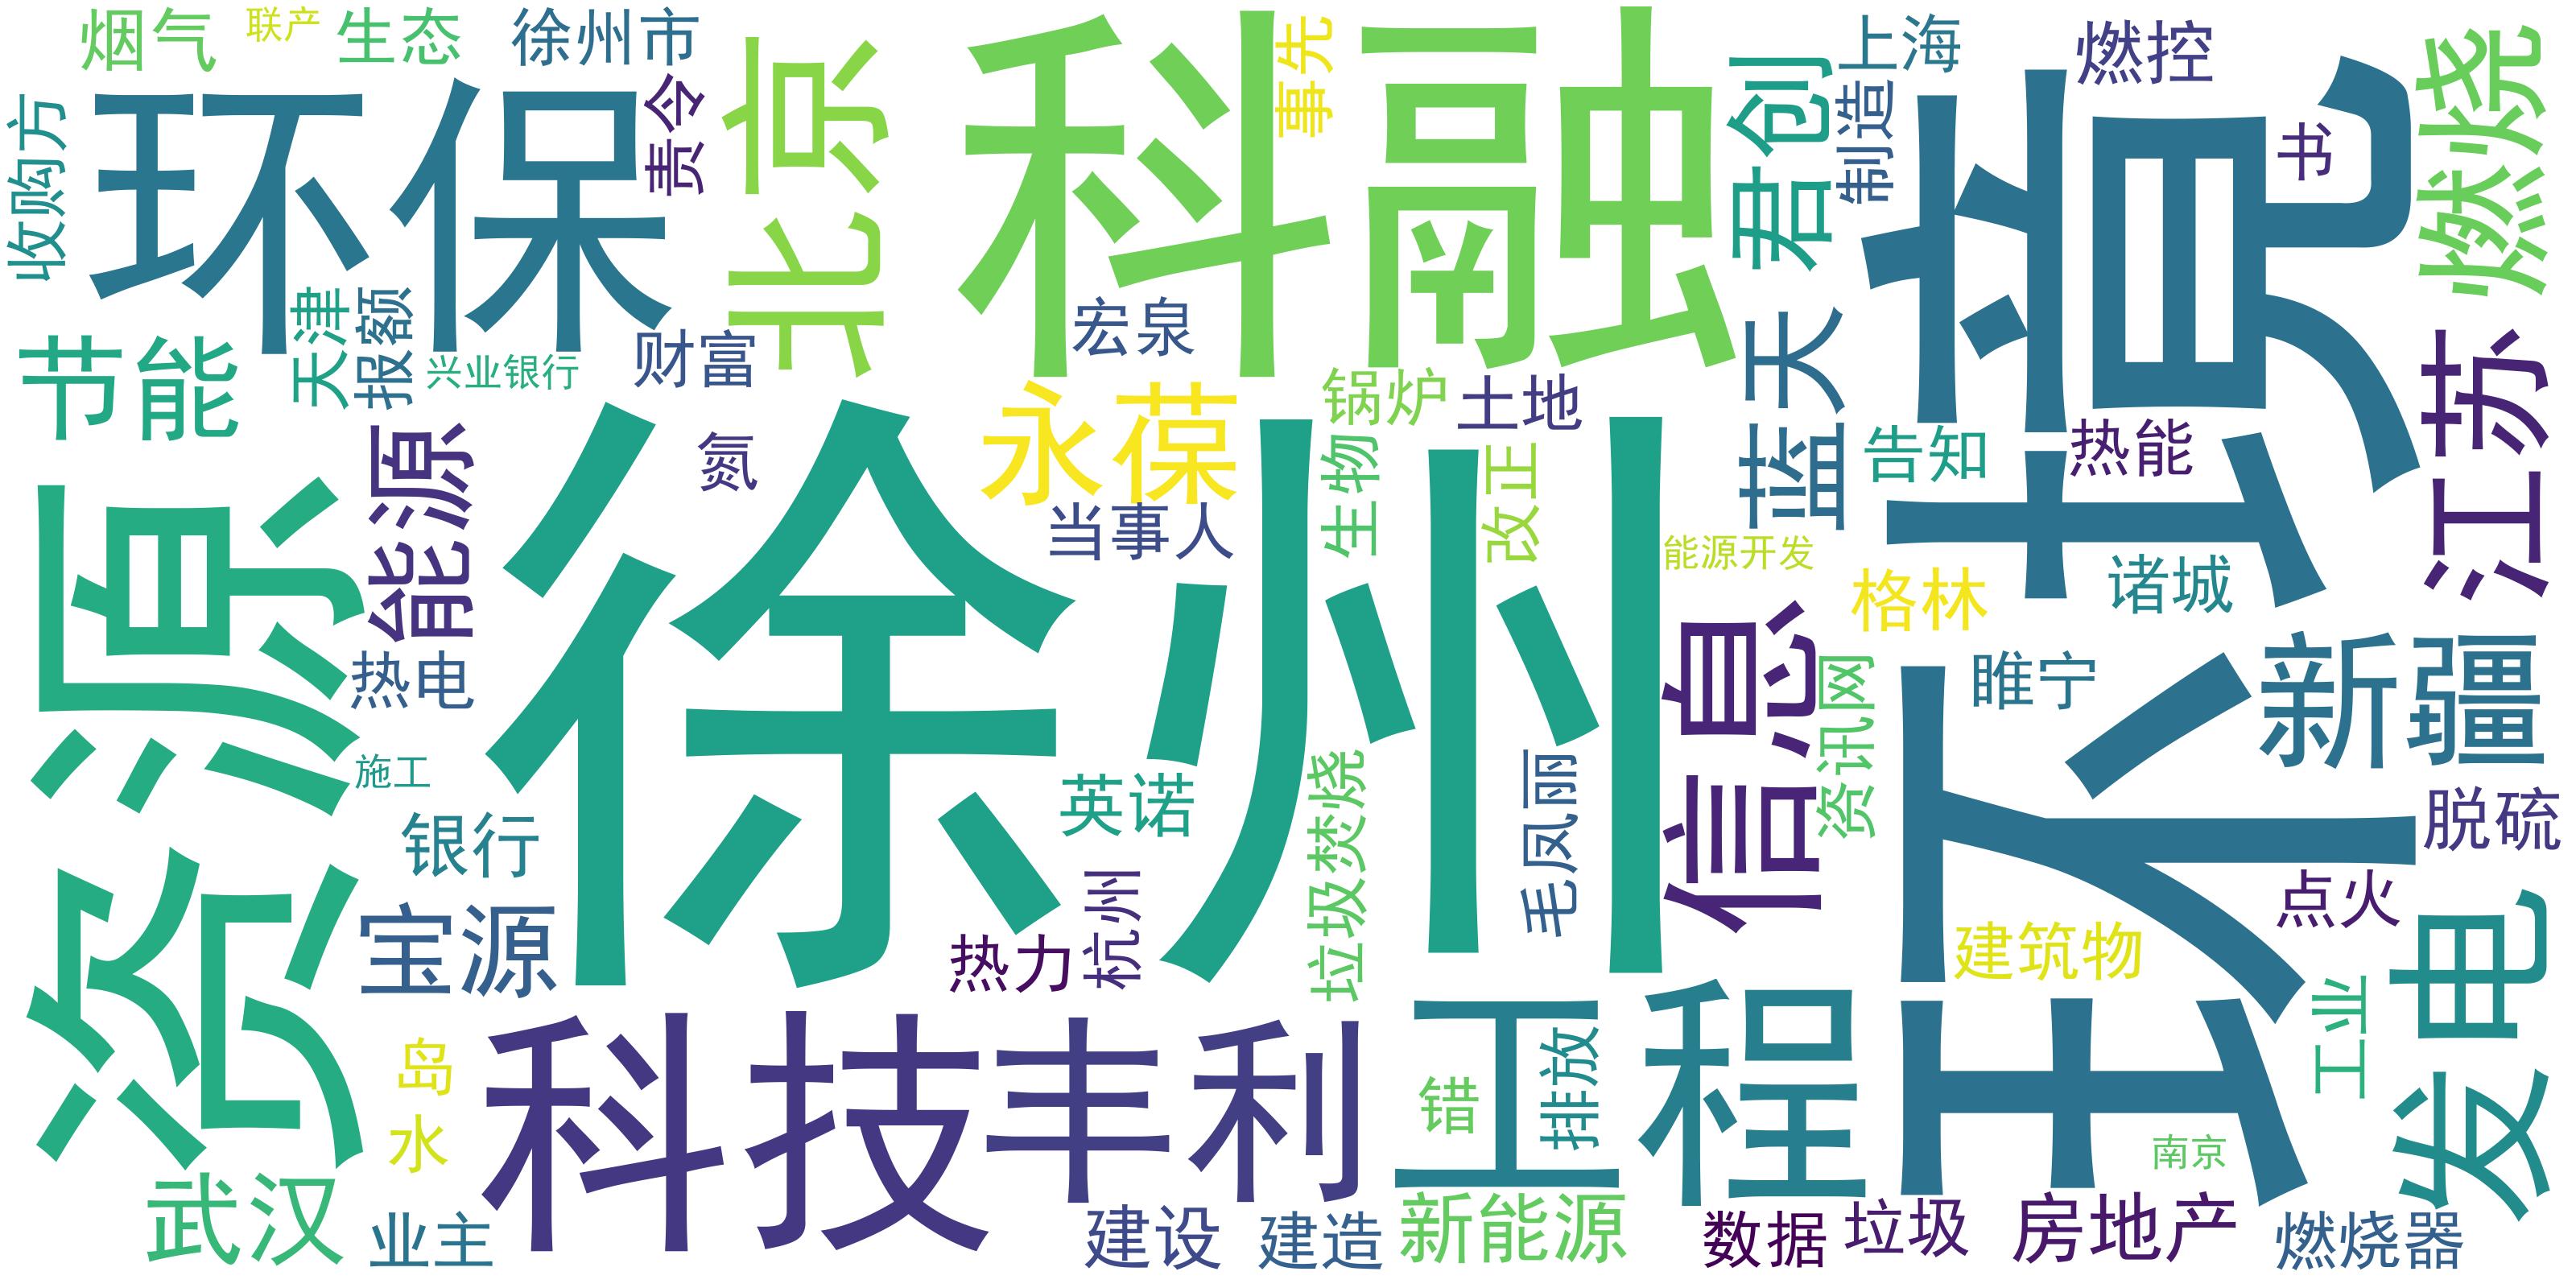 烟气
联产
生态
徐州市
环保
收购方
责令
北京
科融
事先
君创
上海
制造
燃控
环境
书
燃烧
节能
天津
报额
兴业银行
财富
宏泉
永葆
锅炉
土地
蓝天
告知
热能
江苏
资源
能源
氮
徐州
当事人
生物
改正
能源开发
格林
诸城
热电
信息
资讯网
睢宁
新疆
施工
银行
英诺
垃圾焚烧
毛凤丽
脱硫
宝源
热力
杭州
建筑物
点火
发电
工业
岛
水
科技
丰利
工程
错
排放
南京
武汉
业主
建设
建造
新能源
数据
垃圾
房地产
燃烧器